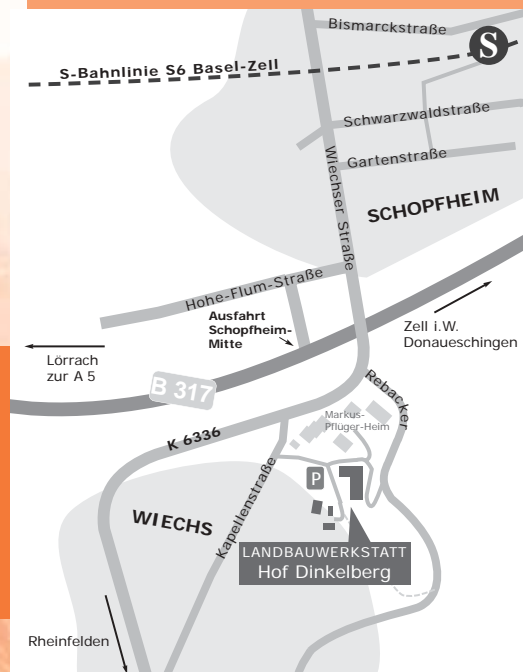 Bismarckstraße
S
S-Bahnlinie S6 Basel-Zell
Schwarzwaldstraße
Gartenstraße
Wiechser Straße
SCHOPFHEIM
Hohe-Flum-Straße
Ausfahrt
Schopfheim-
Mitte
Zell i.W.
Donaueschingen
Lörrach
zur A 5
B 317
Rebacker
Markus-
Pflüger-Heim
K 6336
P
Kapellenstraße
WIECHS
LANDBAUWERKSTATT
Hof Dinkelberg
Rheinfelden